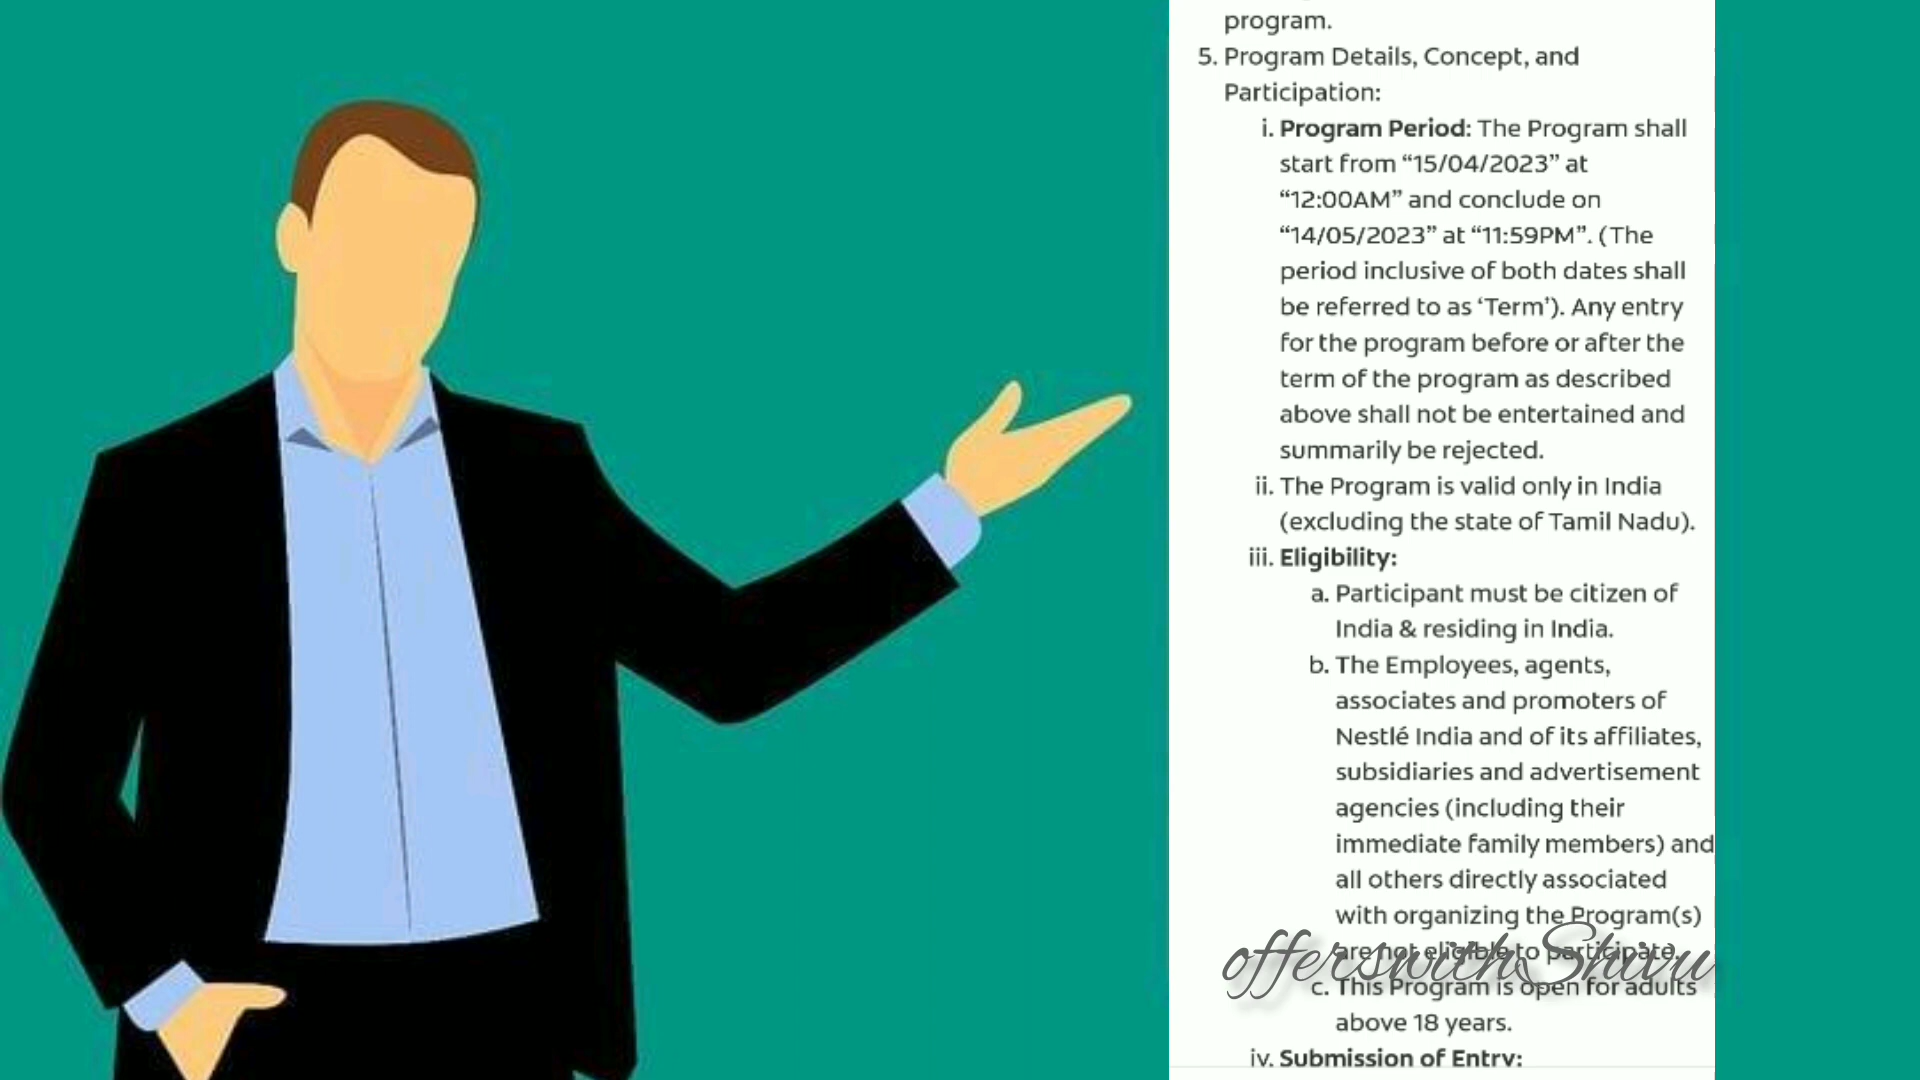 program.
5. Program Details, Concept, and
Participation:
i. Program Period: The Program shall
start from “15/04/2023” at
“12:00AM” and conclude on
“14/05/2023” at “11:59PM”. (The
period inclusive of both dates shall
be referred to as ‘Term’). Any entry
for the program before or after the
term of the program as described
above shall not be entertained and
summarily be rejected.
ii. The Program is valid only in India
(excluding the state of Tamil Nadu).
iii. Eligibility:
a. Participant must be citizen of
India & residing in India.
b. The Employees, agents,
associates and promoters of
Nestlé India and of its affiliates,
subsidiaries and advertisement
agencies (including their
immediate family members) and
all others directly associated
with organizing the Program(s)
are not eligible to participate.
offerswithShivu
c. This Program is open for adults
above 18 years.
iv. Submission of Entry: